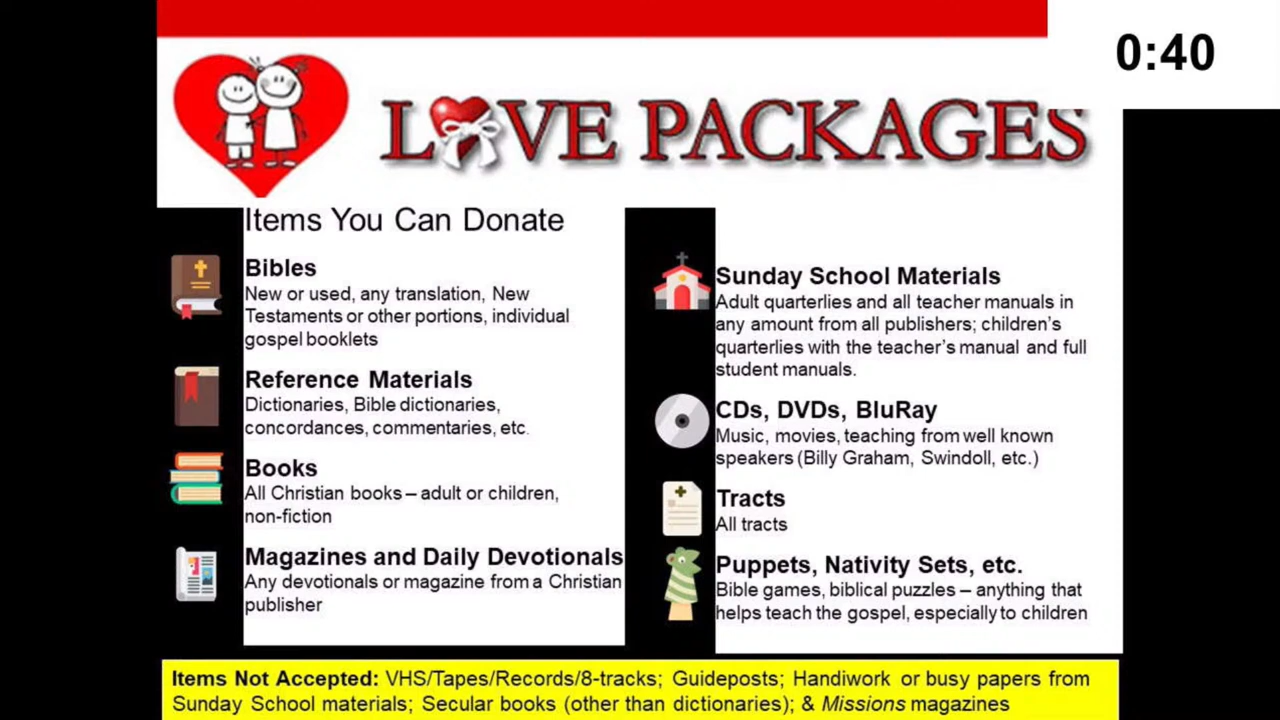 0:40
LOVE PACKAGES
Items You Can Donate
Bibles
New or used, any translation, New
Testaments or other portions, individual
gospel booklets
Reference Materials
Dictionaries, Bible dictionaries,
concordances, commentaries, etc.
Books
All Christian books – adult or children,
non-fiction
Magazines and Daily Devotionals
Any devotionals or magazine from a Christian
publisher
Sunday School Materials
Adult quarterlies and all teacher manuals in
any amount from all publishers; children's
quarterlies with the teacher's manual and full
student manuals.
CDs, DVDs, BluRay
Music, movies, teaching from well known
speakers (Billy Graham, Swindoll, etc.)
Tracts
All tracts
Puppets, Nativity Sets, etc.
Bible games, biblical puzzles – anything that
helps teach the gospel, especially to children
Items Not Accepted: VHS/Tapes/Records/8-tracks; Guideposts; Handiwork or busy papers from
Sunday School materials; Secular books (other than dictionaries); & Missions magazines